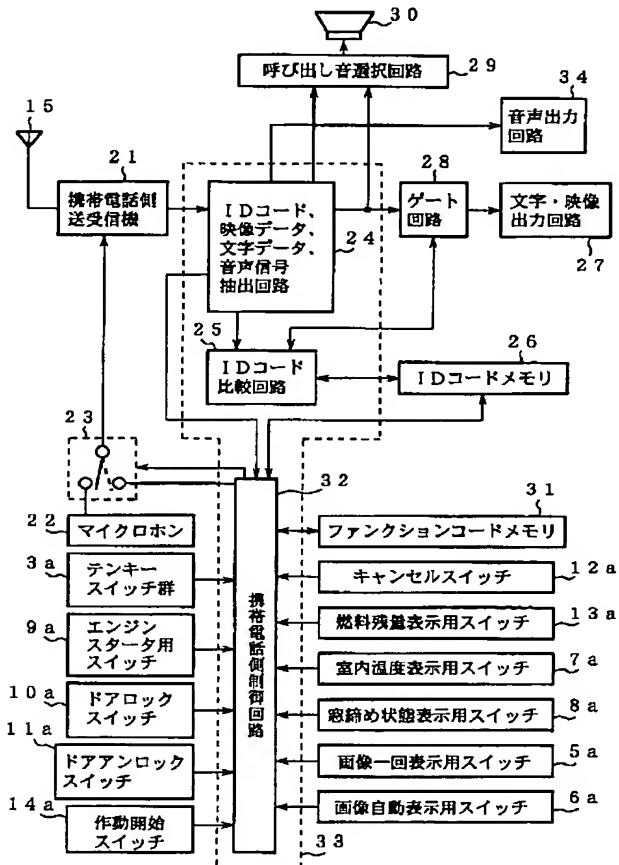 30
呼び出し音選択回路
29
34
音声出力
回路
15
21
携帯電話側
送受信機
IDコード、
映像データ、
文字データ、
音声信号
抽出回路
24
28
ゲート
回路
文字・映像
出力回路
27
25
IDコード
比較回路
26
IDコードメモリ
23
32
携帯電話側制御回路
31
22
マイクロホン
ファンクションコードメモリ
3a
テンキー
スイッチ群
キャンセルスイッチ
12a
9a
エンジン
スタータ用
スイッチ
燃料残量表示用スイッチ
13a
室内温度表示用スイッチ
7a
10a
ドアロック
スイッチ
窓締め状態表示用スイッチ
8a
11a
ドアアンロック
スイッチ
画像一回表示用スイッチ
5a
14a
作動開始
スイッチ
画像自動表示用スイッチ
6a
33